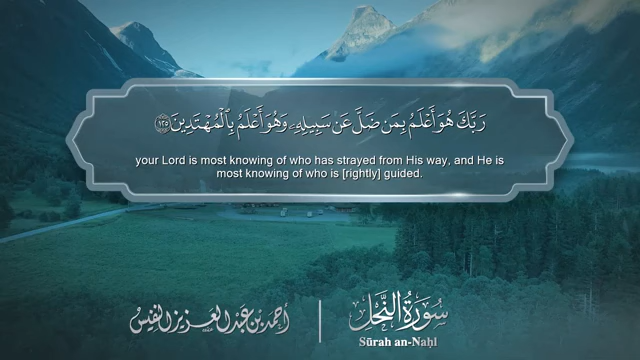 رَبَّكَ هُوَ أَعْلَمُ بِمَن ضَلَّ عَن سَبِيلِهِۦ وَهُوَ أَعْلَمُ بِٱلْمُهْتَدِينَ ١٢٥
your Lord is most knowing of who has strayed from His way, and He is
most knowing of who is [rightly] guided.
سُورَةُ النَّحْلِ
Sūrah an-Naḥl
أحمد بن عبد العزيز النفيس